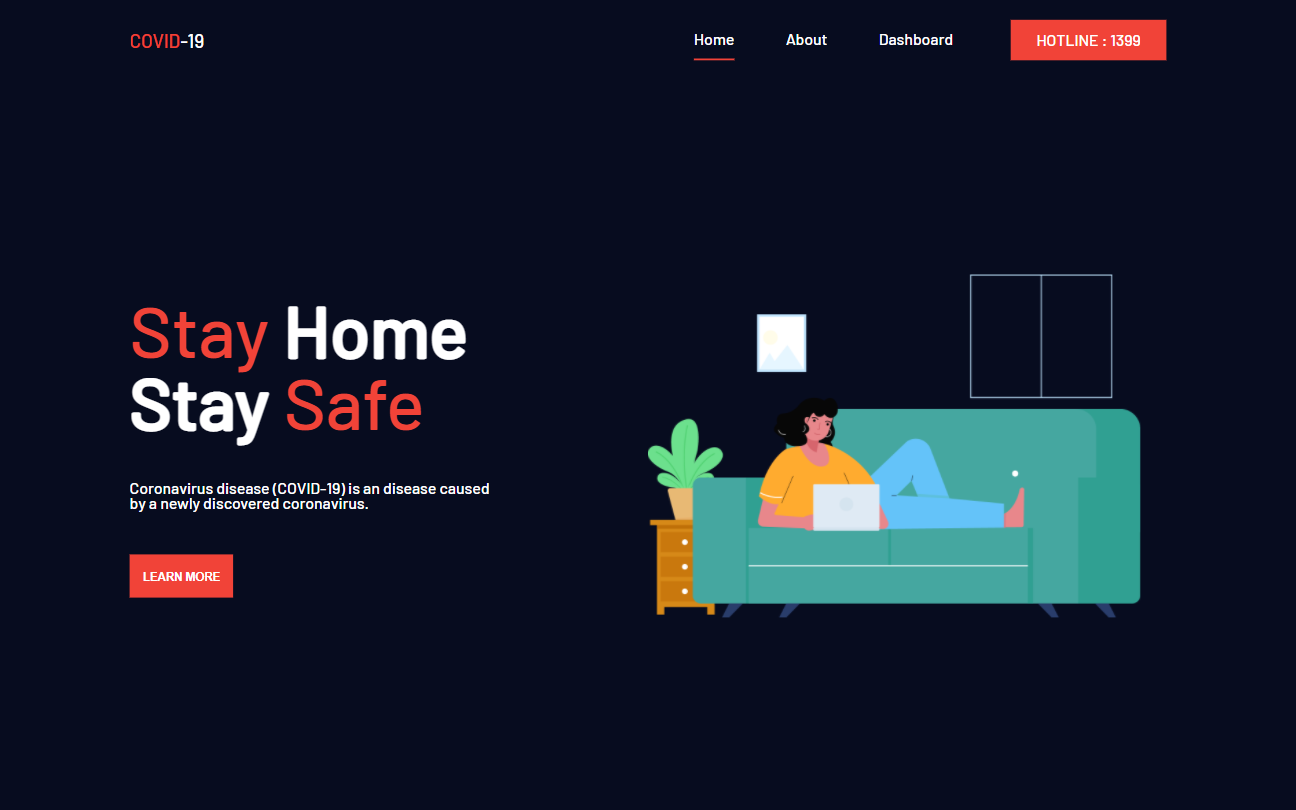 COVID-19
Home
About
Dashboard
HOTLINE : 1399
Stay Home
Stay Safe
Coronavirus disease (COVID-19) is an disease caused
by a newly discovered coronavirus.
LEARN MORE